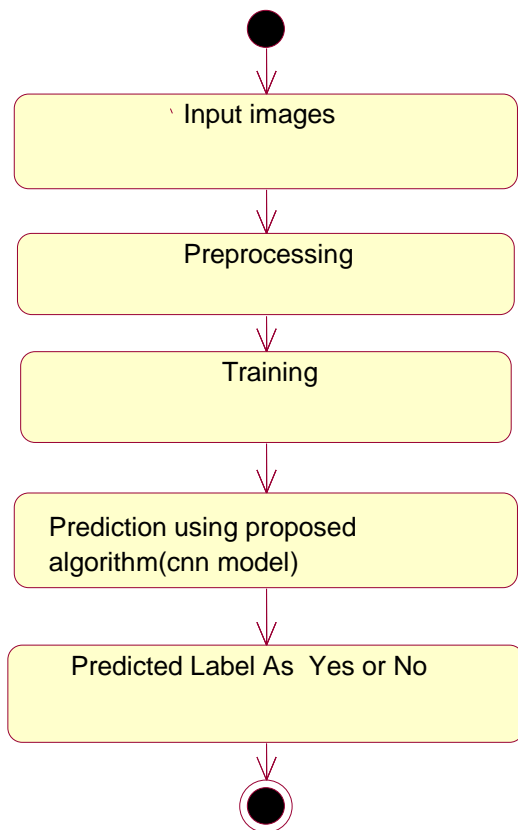 Input images
Preprocessing
Training
Prediction using proposed
algorithm(cnn model)
Predicted Label As  Yes or No